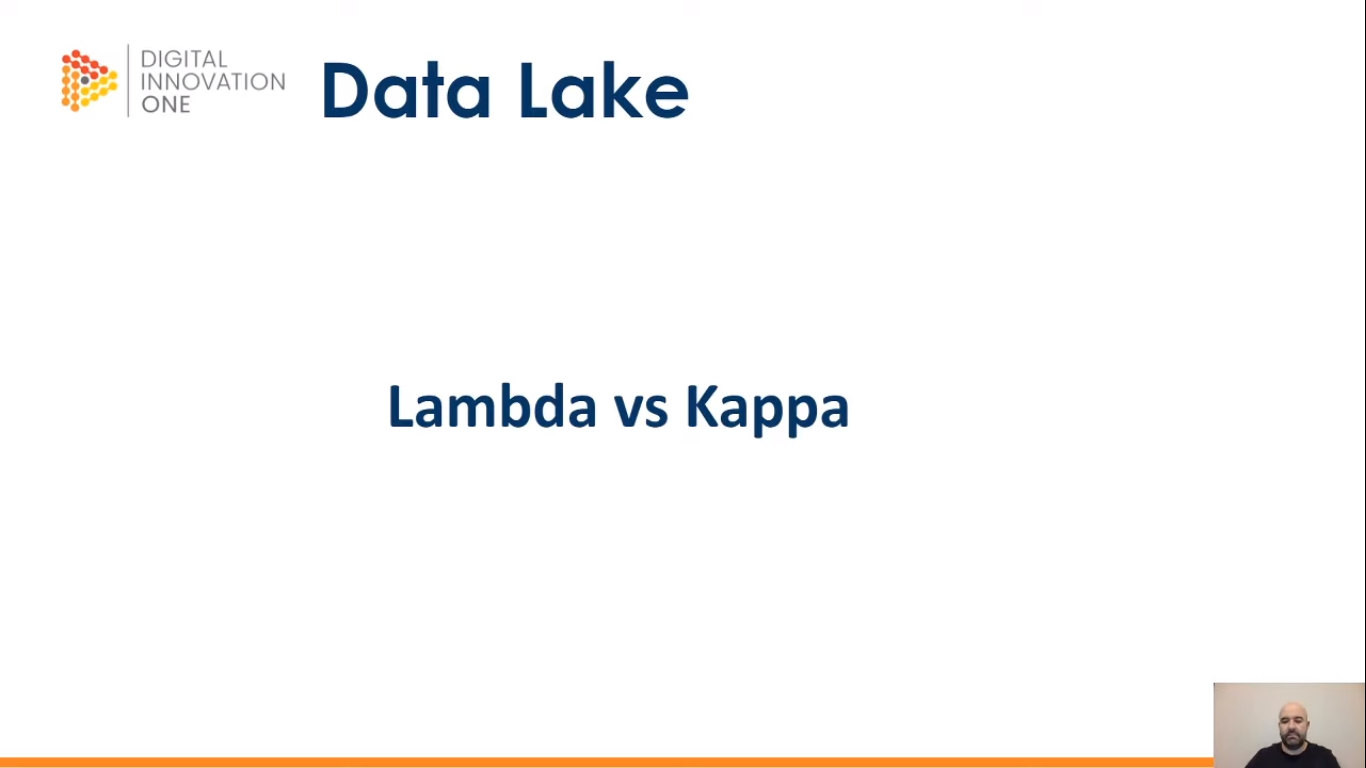 DIGITAL
INNOVATION
ONE
Data Lake
Lambda vs Kappa